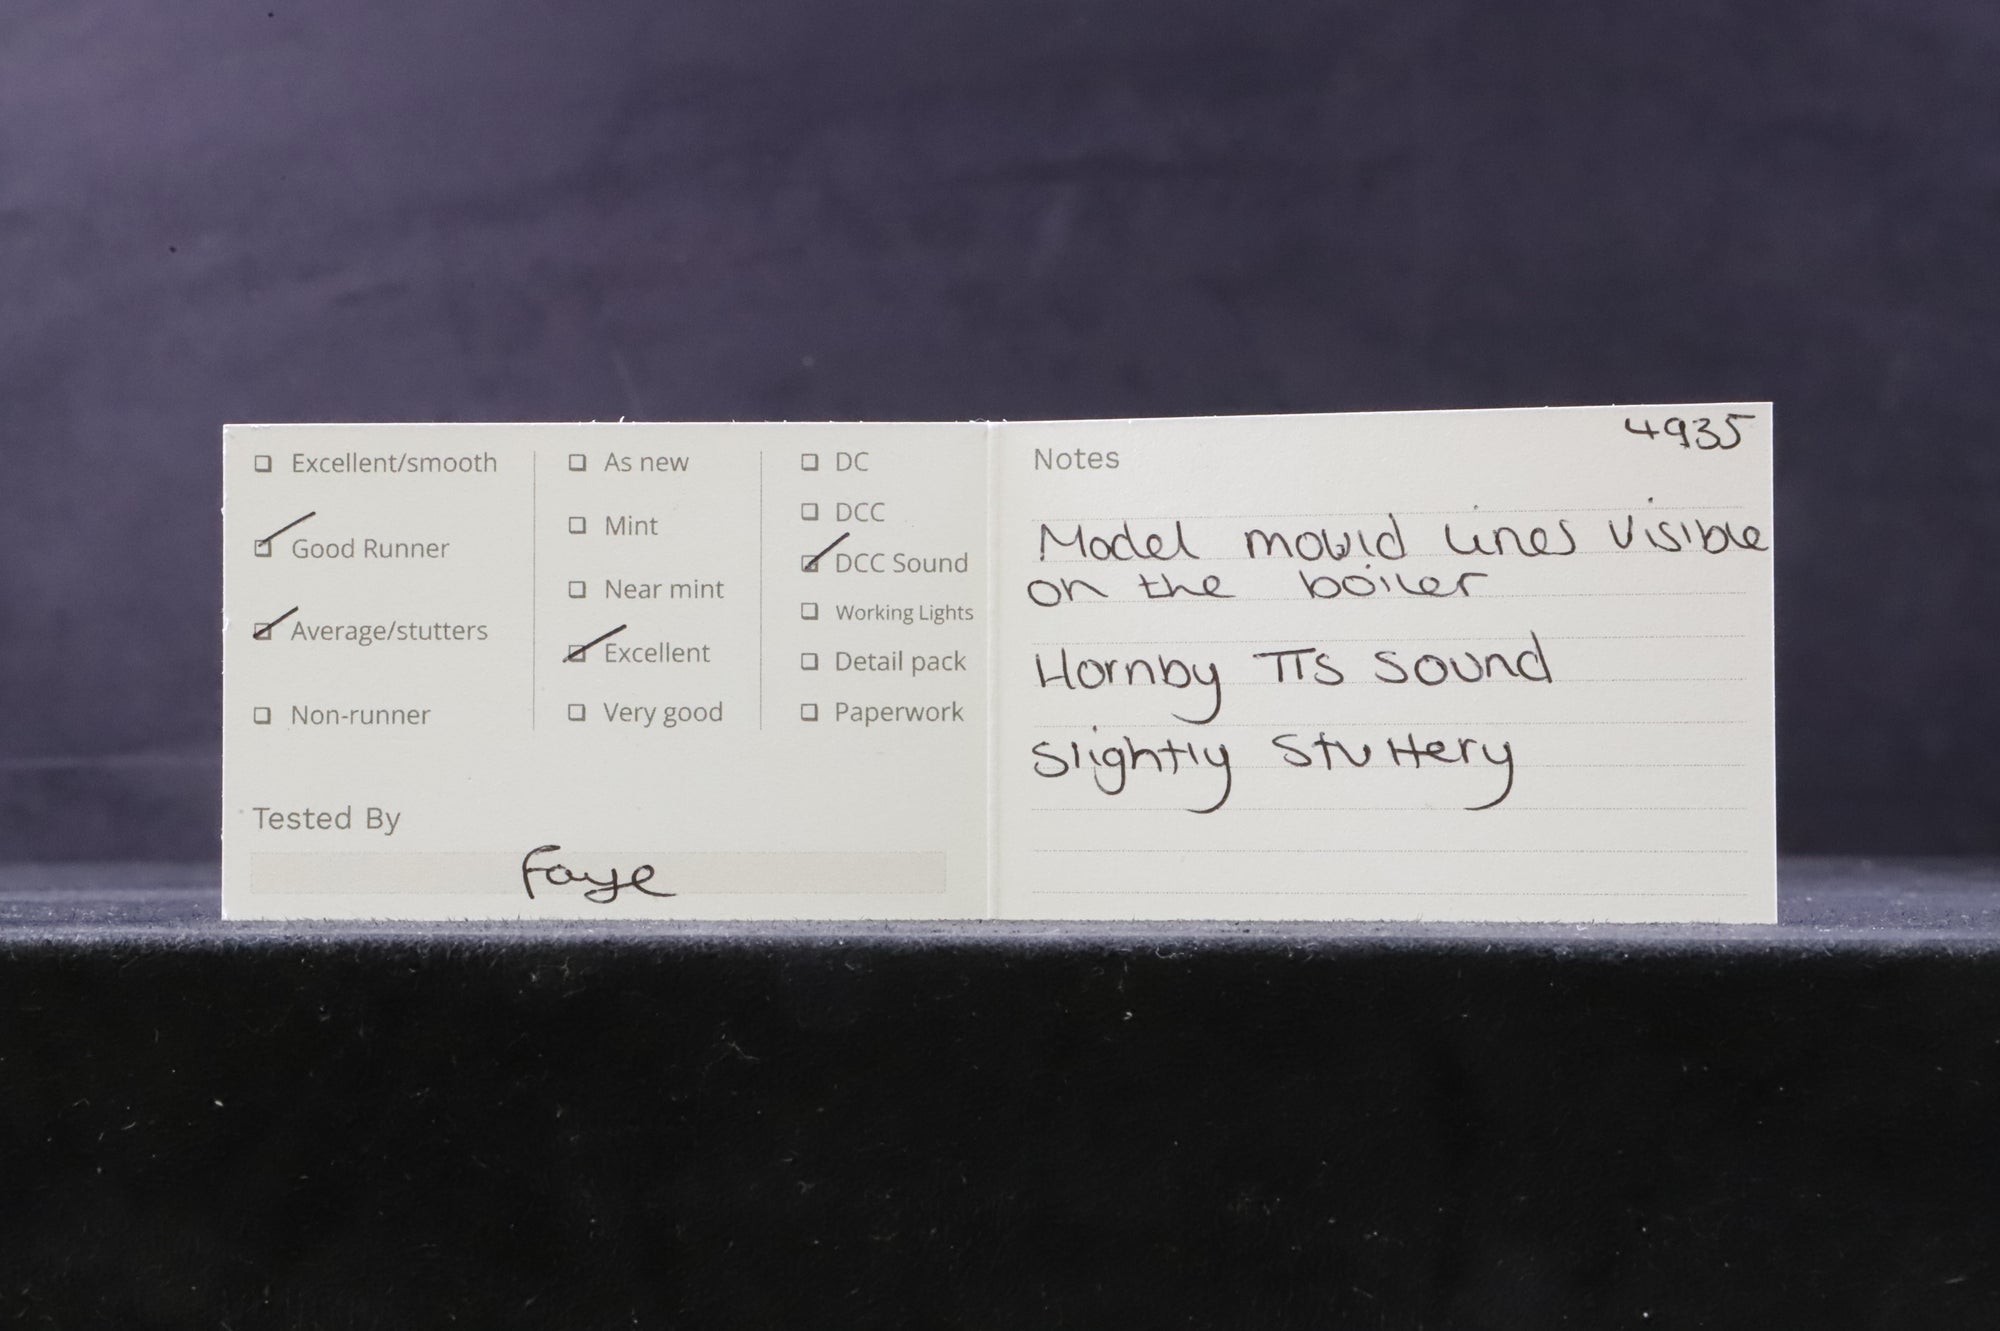 Excellent/smooth
Good Runner
Average/stutters
Non-runner
As new
Mint
Near mint
Excellent
Very good
DC
DCC
DCC Sound
Working Lights
Detail pack
Paperwork
Tested By
Faye
4935
Notes
Model mould lines visible
on the boiler
Hornby TTS Sound
Slightly Stuttery